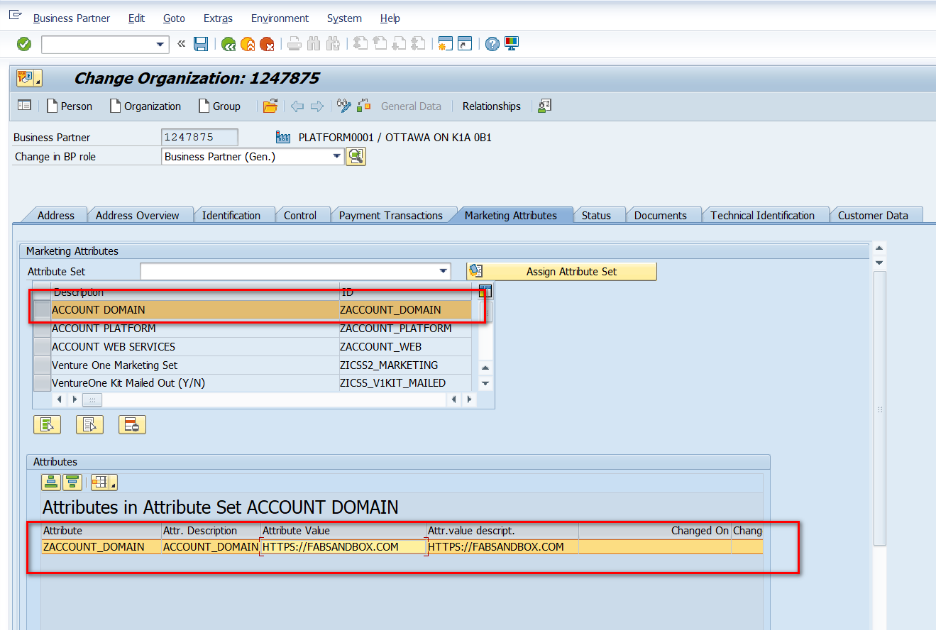 Business Partner Edit Goto Extras Environment System Help
Change Organization: 1247875
Person Organization Group General Data Relationships
Business Partner 1247875 PLATFORM0001 / OTTAWA ON K1A 0B1
Change in BP role Business Partner (Gen.)
Address Address Overview Identification Control Payment Transactions Marketing Attributes Status Documents Technical Identification Customer Data
Marketing Attributes
Attribute Set Assign Attribute Set
Description ID
ACCOUNT DOMAIN ZACCOUNT_DOMAIN
ACCOUNT PLATFORM ZACCOUNT_PLATFORM
ACCOUNT WEB SERVICES ZACCOUNT_WEB
Venture One Marketing Set ZICSS2_MARKETING
VentureOne Kit Mailed Out (Y/N) ZICSS_V1KIT_MAILED
Attributes
Attributes in Attribute Set ACCOUNT DOMAIN
Attribute Attr. Description Attribute Value Attr.value descript. Changed On Chang
ZACCOUNT_DOMAIN ACCOUNT_DOMAIN HTTPS://FABSANDBOX.COM HTTPS://FABSANDBOX.COM